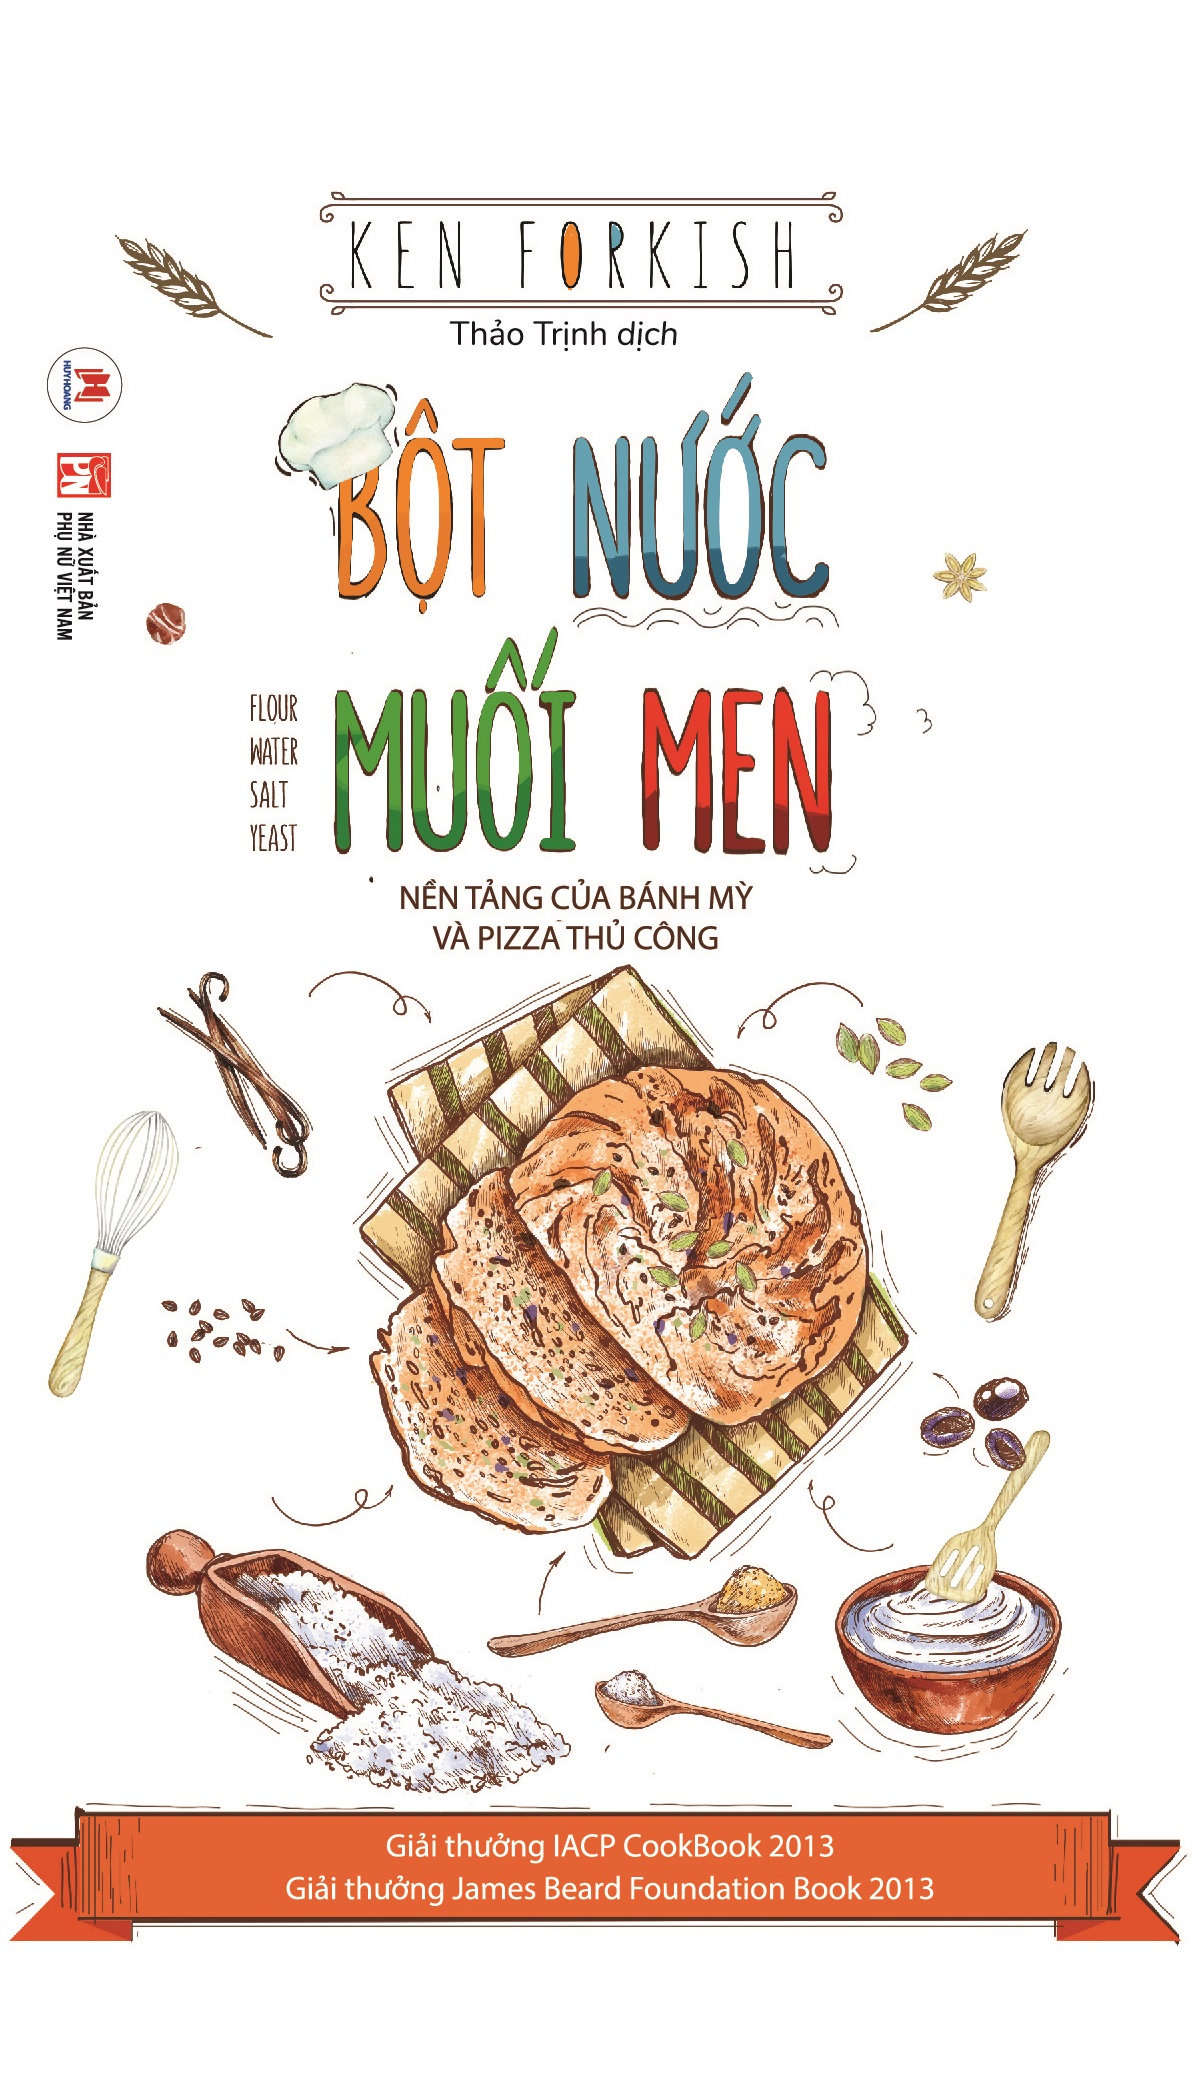 KEN FORKISH
Thảo Trịnh dịch
HUY HOANG
NHÀ XUẤT BẢN
PHỤ NỮ VIỆT NAM
BỘT NƯỚC
MUỐI MEN
FLOUR
WATER
SALT
YEAST
NỀN TẢNG CỦA BÁNH MỲ
VÀ PIZZA THỦ CÔNG
Giải thưởng IACP CookBook 2013
Giải thưởng James Beard Foundation Book 2013